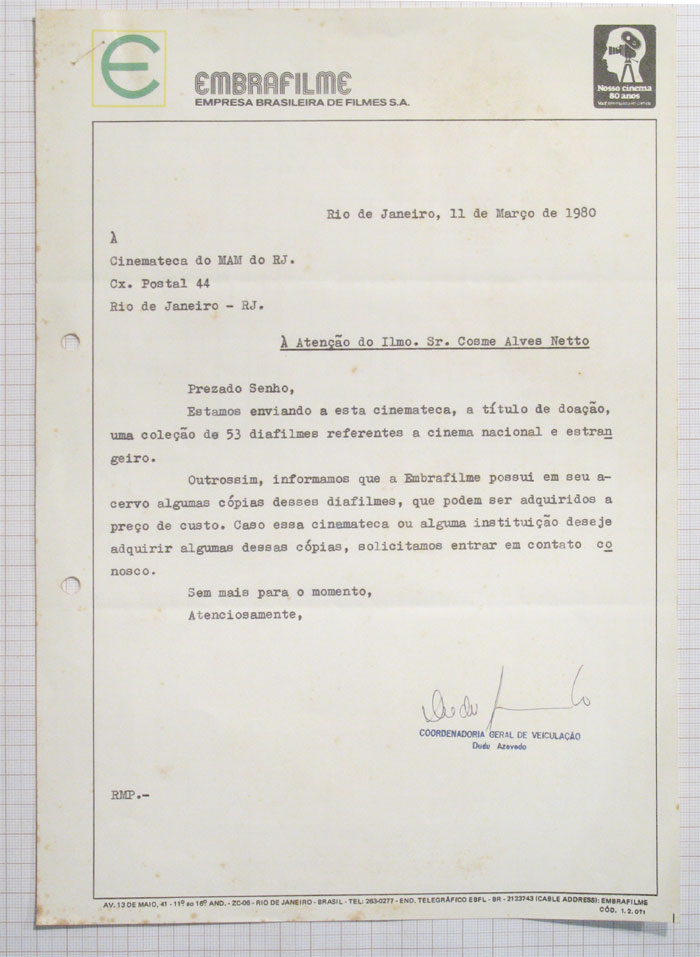 EMBRAFILME
EMPRESA BRASILEIRA DE FILMES S.A.
Nosso cinema
80 anos
Rio de Janeiro, 11 de Março de 1980
À
Cinemateca do MAM do RJ.
Cx. Postal 44
Rio de Janeiro - RJ.
À Atenção do Ilmo. Sr. Cosme Alves Netto
Prezado Senho,
Estamos enviando a esta cinemateca, a título de doação,
uma coleção de 53 diafilmes referentes a cinema nacional e estran
geiro.
Outrossim, informamos que a Embrafilme possui em seu a-
cervo algumas cópias desses diafilmes, que podem ser adquiridos a
preço de custo. Caso essa cinemateca ou alguma instituição deseje
adquirir algumas dessas cópias, solicitamos entrar em contato co
nosco.
Sem mais para o momento,
Atenciosamente,
COORDENADORIA GERAL DE VEICULAÇÃO
Dudu Azevedo
RMP.-
AV. 13 DE MAIO, 41 - 11º ao 16º AND. - ZC-06 - RIO DE JANEIRO - BRASIL - TEL: 263-0277 - END. TELEGRÁFICO EBFL - BR - 2123743 (CABLE ADDRESS): EMBRAFILME
CÓD. 1.2.071